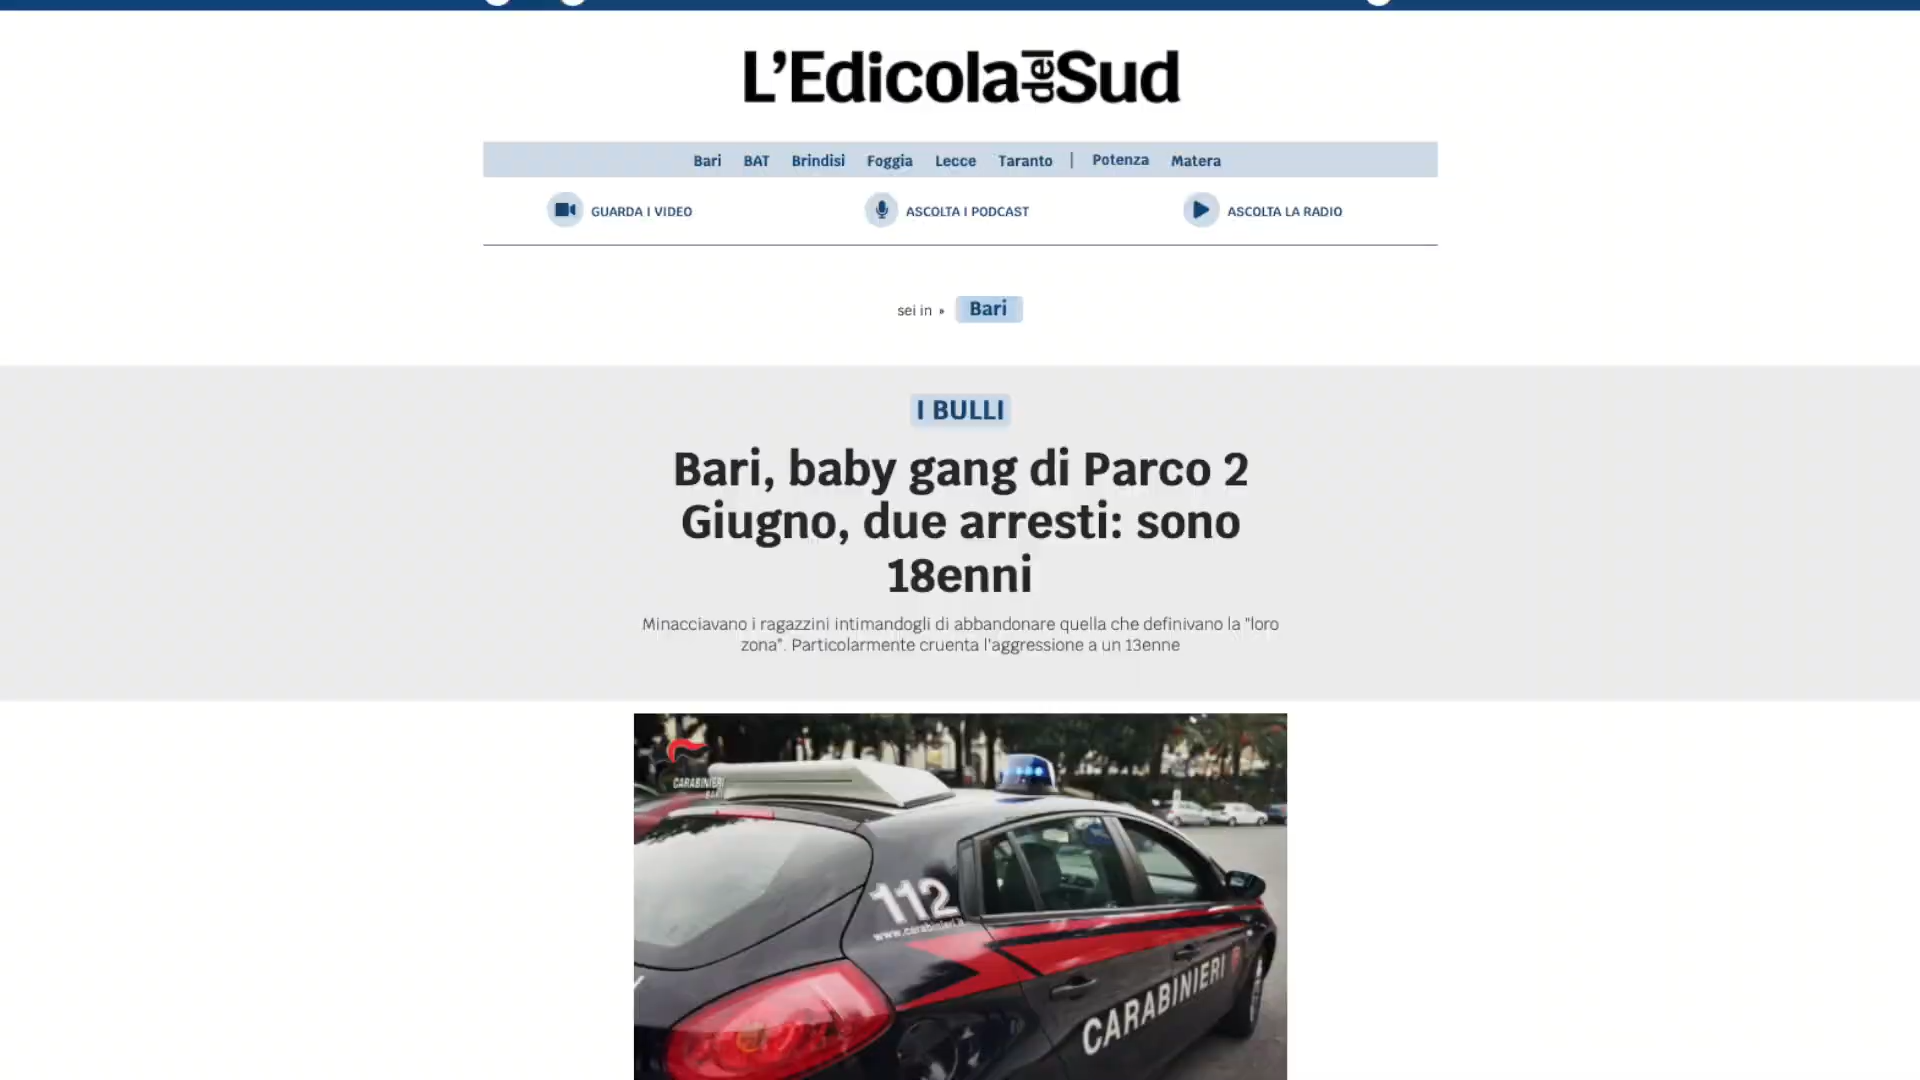 L'Edicola del Sud
Bari BAT Brindisi Foggia Lecce Taranto | Potenza Matera
GUARDA I VIDEO ASCOLTA I PODCAST ASCOLTA LA RADIO
sei in » Bari
I BULLI
Bari, baby gang di Parco 2
Giugno, due arresti: sono
18enni
Minacciavano i ragazzini intimandogli di abbandonare quella che definivano la "loro
zona". Particolarmente cruenta l'aggressione a un 13enne
CARABINIERI
112
www.carabinieri.it
CARABINIERI